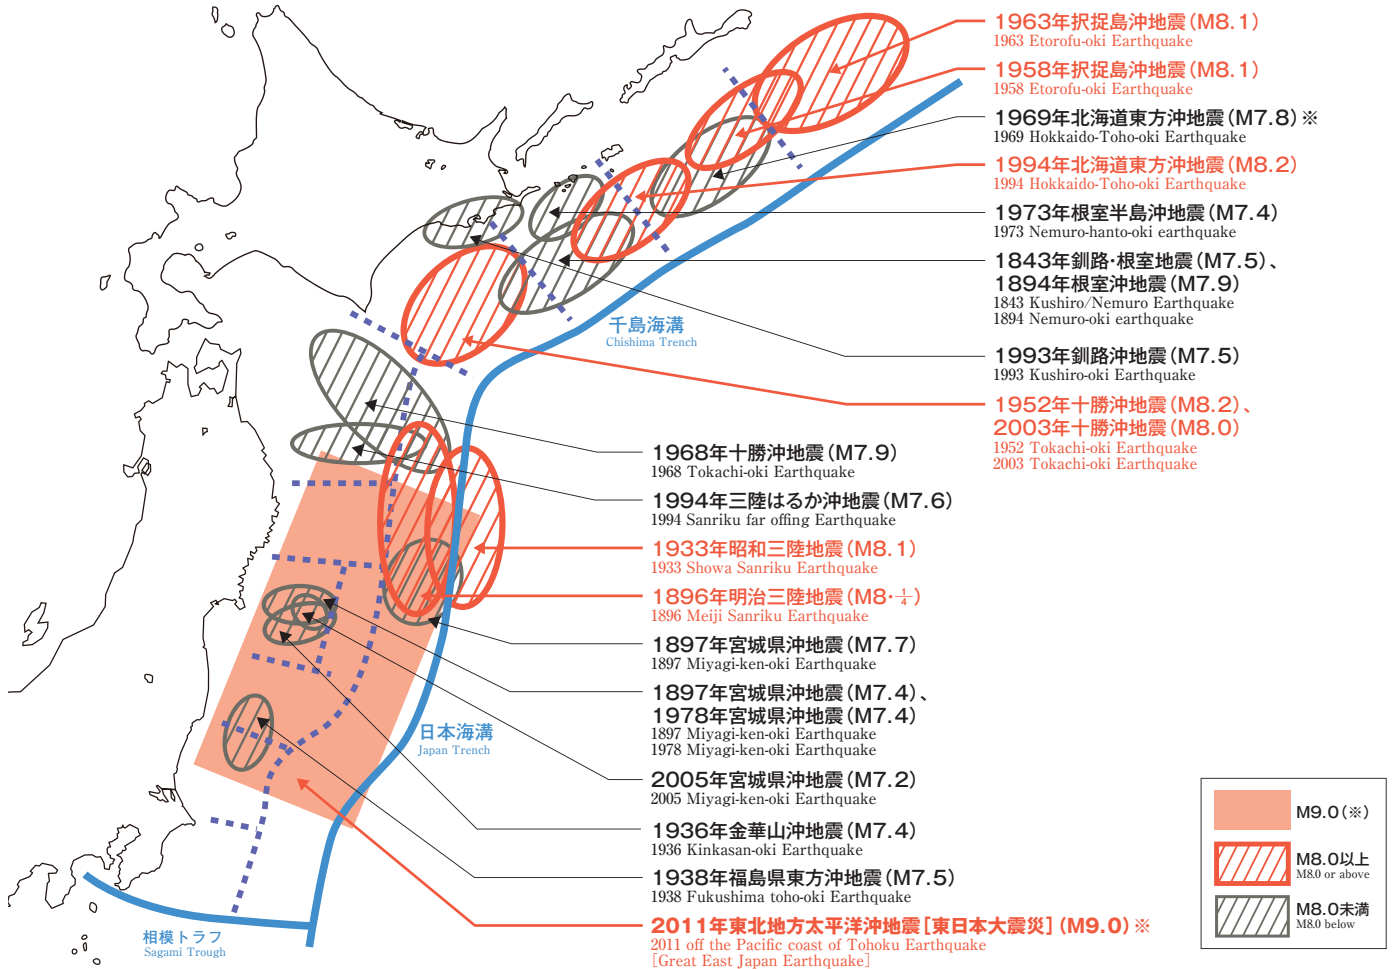 1963年択捉島沖地震(M8.1)
1963 Etorofu-oki Earthquake
1958年択捉島沖地震(M8.1)
1958 Etorofu-oki Earthquake
1969年北海道東方沖地震(M7.8)※
1969 Hokkaido-Toho-oki Earthquake
1994年北海道東方沖地震(M8.2)
1994 Hokkaido-Toho-oki Earthquake
1973年根室半島沖地震(M7.4)
1973 Nemuro-hanto-oki earthquake
1843年釧路・根室地震(M7.5)、
1894年根室沖地震(M7.9)
1843 Kushiro/Nemuro Earthquake
1894 Nemuro-oki earthquake
千島海溝
Chishima Trench
1993年釧路沖地震(M7.5)
1993 Kushiro-oki Earthquake
1952年十勝沖地震(M8.2)、
2003年十勝沖地震(M8.0)
1952 Tokachi-oki Earthquake
2003 Tokachi-oki Earthquake
1968年十勝沖地震(M7.9)
1968 Tokachi-oki Earthquake
1994年三陸はるか沖地震(M7.6)
1994 Sanriku far offing Earthquake
1933年昭和三陸地震(M8.1)
1933 Showa Sanriku Earthquake
1896年明治三陸地震(M8・1/4)
1896 Meiji Sanriku Earthquake
1897年宮城県沖地震(M7.7)
1897 Miyagi-ken-oki Earthquake
1897年宮城県沖地震(M7.4)、
1978年宮城県沖地震(M7.4)
1897 Miyagi-ken-oki Earthquake
1978 Miyagi-ken-oki Earthquake
日本海溝
Japan Trench
2005年宮城県沖地震(M7.2)
2005 Miyagi-ken-oki Earthquake
1936年金華山沖地震(M7.4)
1936 Kinkasan-oki Earthquake
1938年福島県東方沖地震(M7.5)
1938 Fukushima toho-oki Earthquake
2011年東北地方太平洋沖地震[東日本大震災](M9.0)※
2011 off the Pacific coast of Tohoku Earthquake
[Great East Japan Earthquake]
相模トラフ
Sagami Trough
M9.0(※)
M8.0以上
M8.0 or above
M8.0未満
M8.0 below